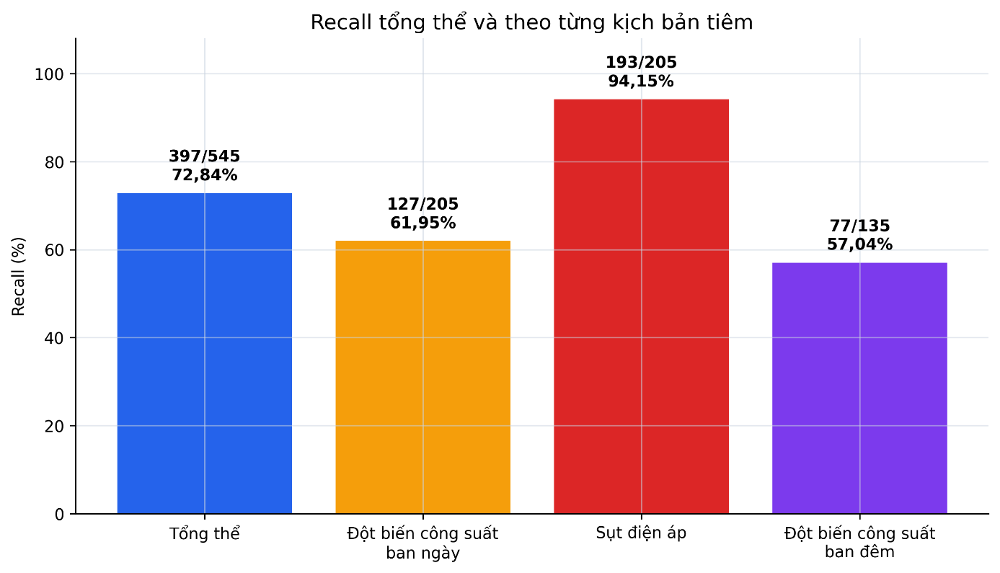 Recall tổng thể và theo từng kịch bản tiêm
Recall (%)
100
80
60
40
20
0
397/545
72,84%
127/205
61,95%
193/205
94,15%
77/135
57,04%
Tổng thể
Đột biến công suất
ban ngày
Sụt điện áp
Đột biến công suất
ban đêm